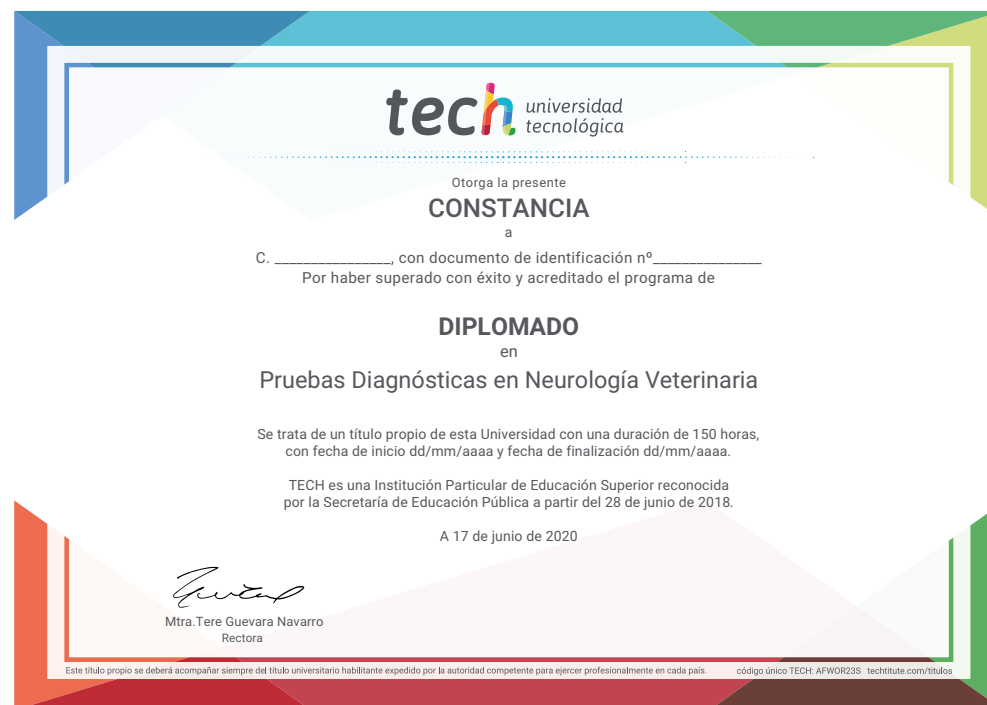 tech universidad
tecnológica
Otorga la presente
CONSTANCIA
a
C. ________________, con documento de identificación nº_______________
Por haber superado con éxito y acreditado el programa de
DIPLOMADO
en
Pruebas Diagnósticas en Neurología Veterinaria
Se trata de un título propio de esta Universidad con una duración de 150 horas,
con fecha de inicio dd/mm/aaaa y fecha de finalización dd/mm/aaaa.
TECH es una Institución Particular de Educación Superior reconocida
por la Secretaría de Educación Pública a partir del 28 de junio de 2018.
A 17 de junio de 2020
Mtra.Tere Guevara Navarro
Rectora
Este título propio se deberá acompañar siempre del título universitario habilitante expedido por la autoridad competente para ejercer profesionalmente en cada país. código único TECH: AFWOR23S techtitute.com/titulos